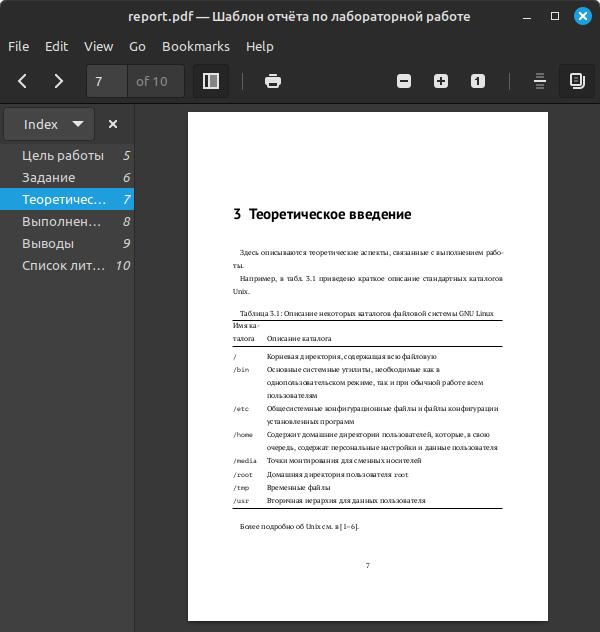 report.pdf — Шаблон отчёта по лабораторной работе
File Edit View Go Bookmarks Help
7 of 10
1
Index
Цель работы 5
Задание 6
Теоретичес... 7
Выполнен... 8
Выводы 9
Список лит... 10
3 Теоретическое введение
Здесь описываются теоретические аспекты, связанные с выполнением рабо-
ты.
Например, в табл. 3.1 приведено краткое описание стандартных каталогов
Unix.
Таблица 3.1: Описание некоторых каталогов файловой системы GNU Linux
Имя ка-
талога Описание каталога
/ Корневая директория, содержащая всю файловую
/bin Основные системные утилиты, необходимые как в
однопользовательском режиме, так и при обычной работе всем
пользователям
/etc Общесистемные конфигурационные файлы и файлы конфигурации
установленных программ
/home Содержит домашние директории пользователей, которые, в свою
очередь, содержат персональные настройки и данные пользователя
/media Точки монтирования для сменных носителей
/root Домашняя директория пользователя root
/tmp Временные файлы
/usr Вторичная иерархия для данных пользователя
Более подробно об Unix см. в [1–6].
7